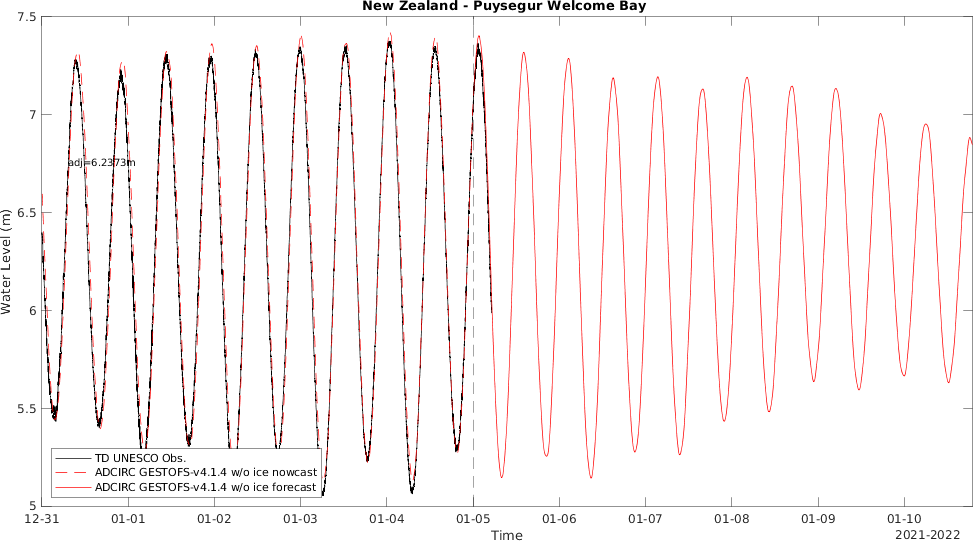 New Zealand - Puysegur Welcome Bay
7.5
7
6.5
6
5.5
5
Water Level (m)
adj=6.2373m
TD UNESCO Obs.
ADCIRC GESTOFS-v4.1.4 w/o ice nowcast
ADCIRC GESTOFS-v4.1.4 w/o ice forecast
12-31 01-01 01-02 01-03 01-04 01-05 01-06 01-07 01-08 01-09 01-10
Time
2021-2022